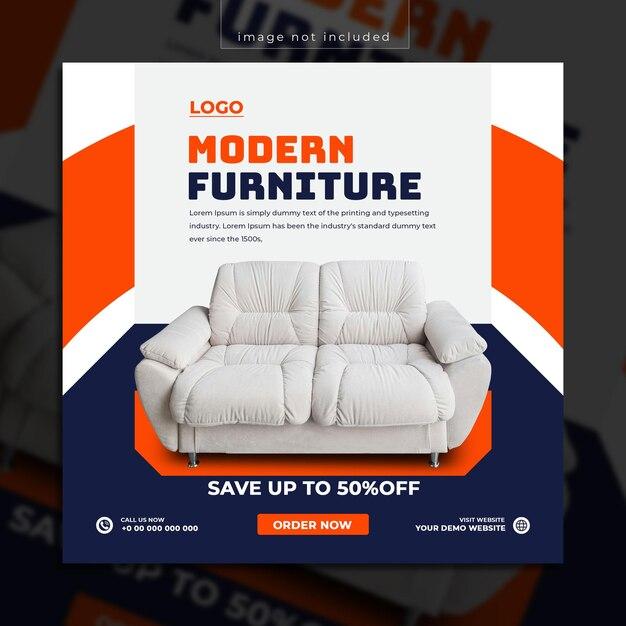 image not included
LOGO
MODERN
FURNITURE
Lorem Ipsum is simply dummy text of the printing and typesetting
industry. Lorem Ipsum has been the industry's standard dummy text
ever since the 1500s,
SAVE UP TO 50%OFF
CALL US NOW
+0 00 000 000 000
ORDER NOW
VISIT WEBSITE
YOUR DEMO WEBSITE